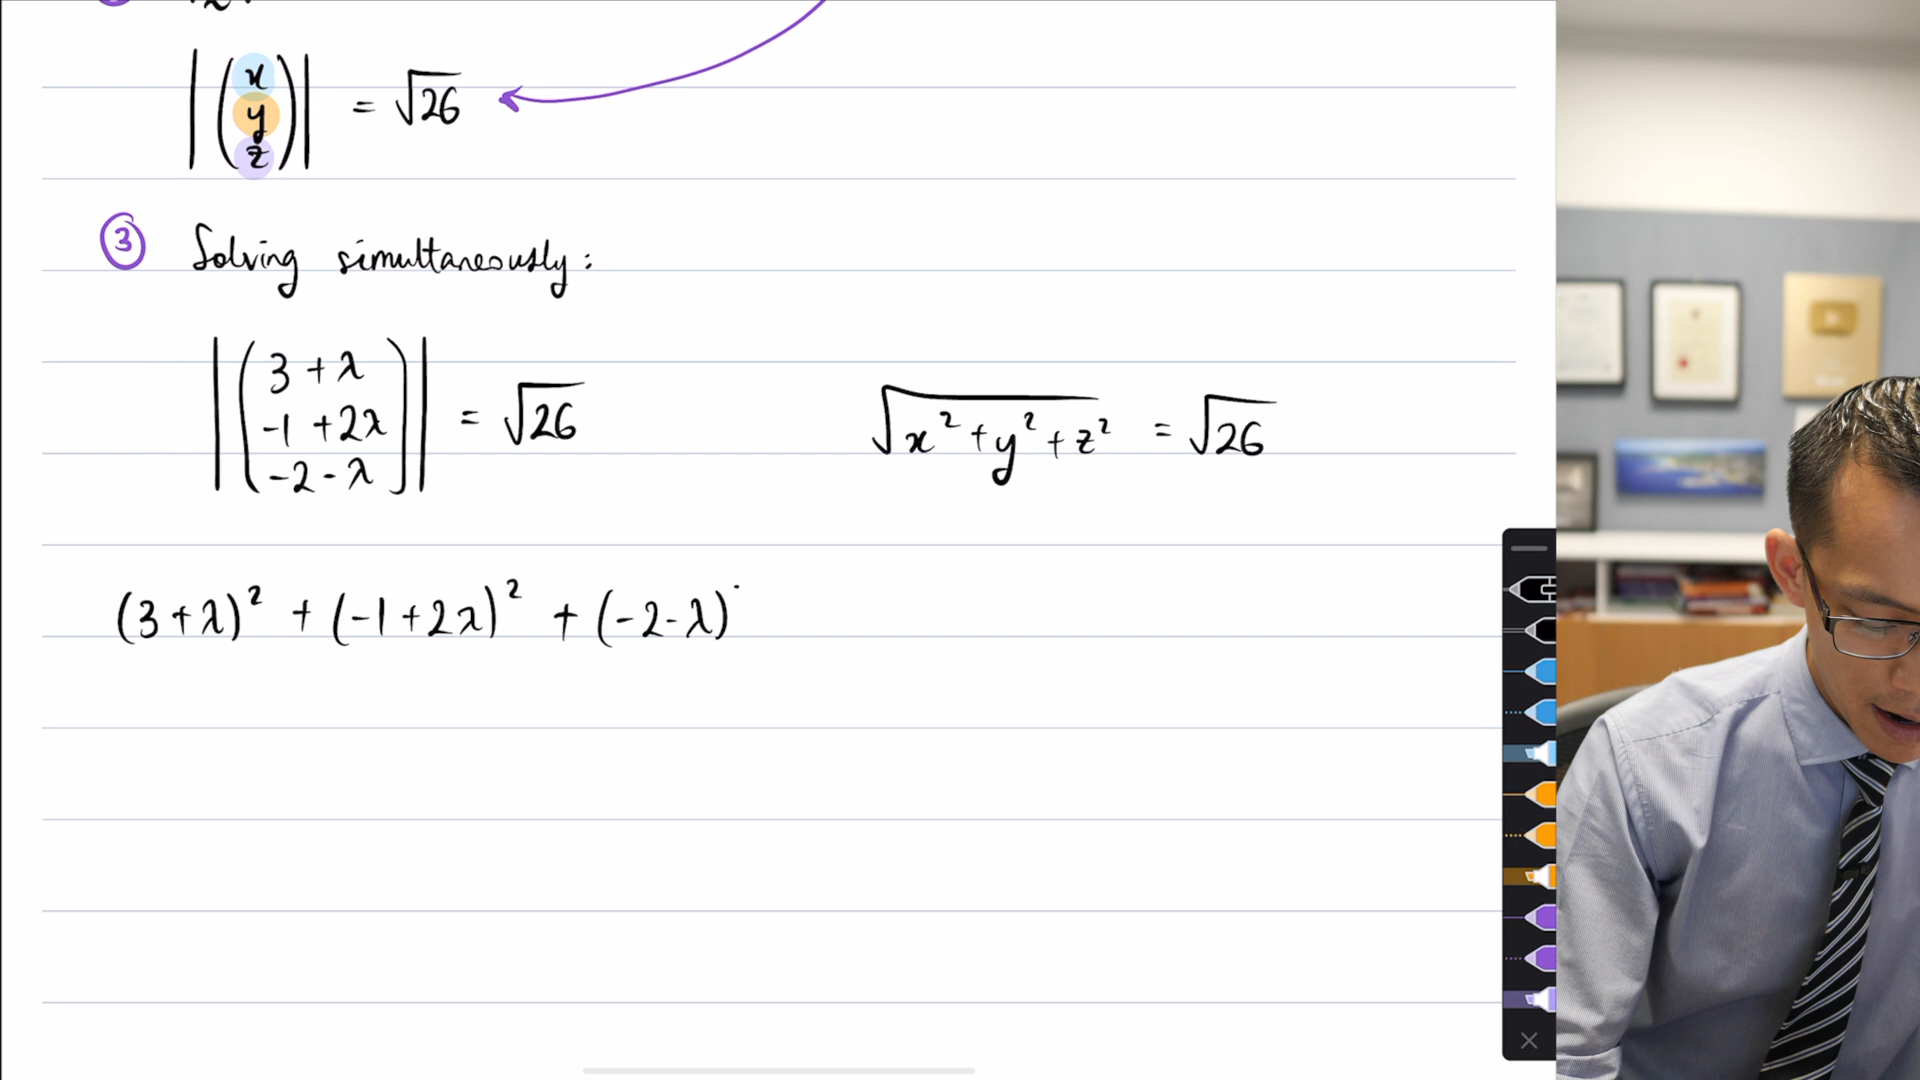 |(x y z)| = √26
③ Solving simultaneously:
|(3 + λ
-1 + 2λ
-2 - λ)| = √26
√x² + y² + z² = √26
(3 + λ)² + (-1 + 2λ)² + (-2 - λ)